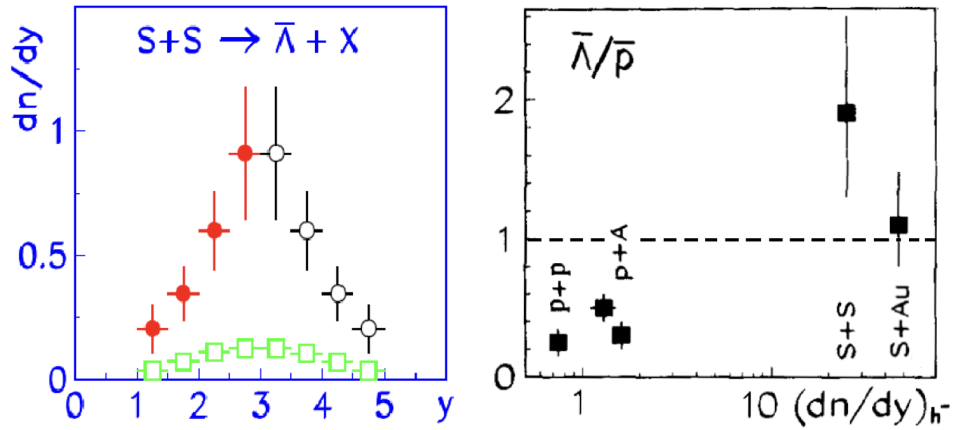 S+S → Λ̅ + X
dn/dy
1
0.5
0
0 1 2 3 4 5 y
Λ̅/p̅
2
1
0
p+p
p+A
S+S
S+Au
1 10 (dn/dy)h⁻